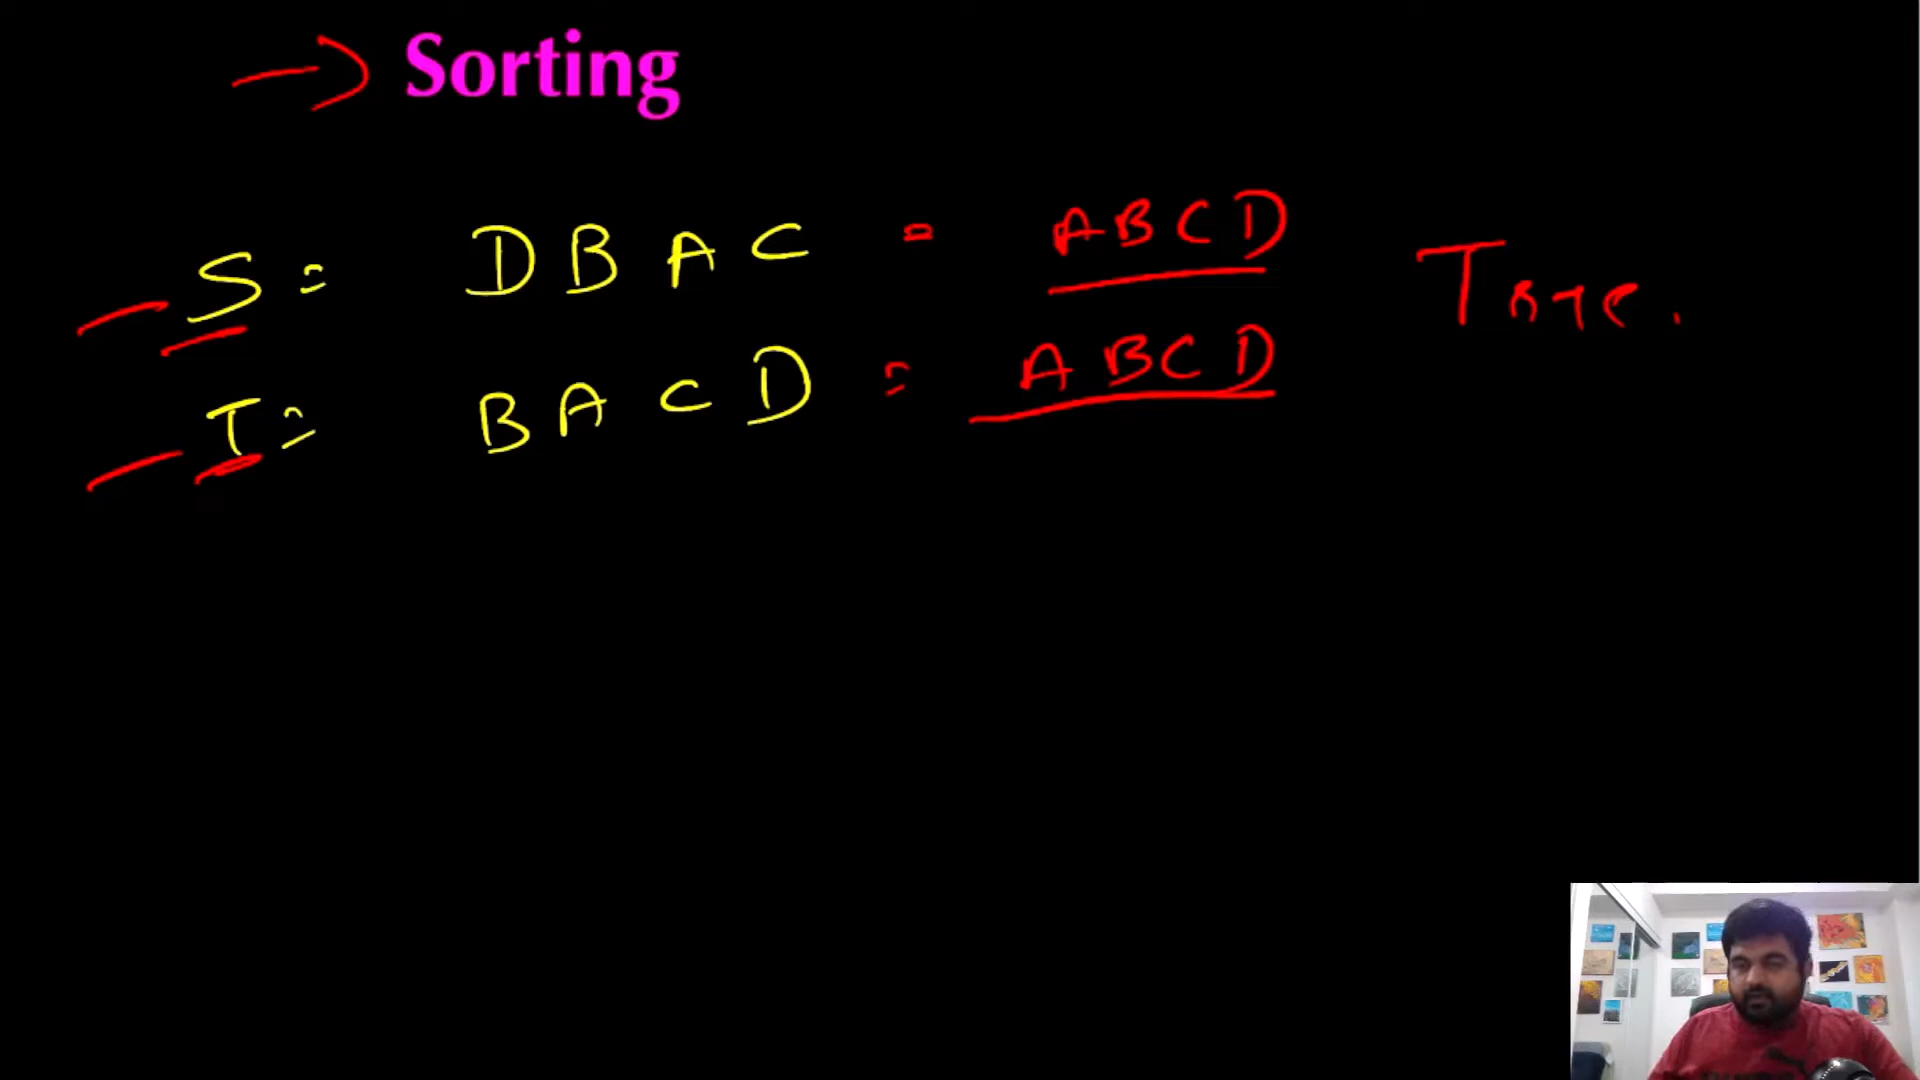 Sorting
S = D B A C = A B C D
True.
T = B A C D = A B C D